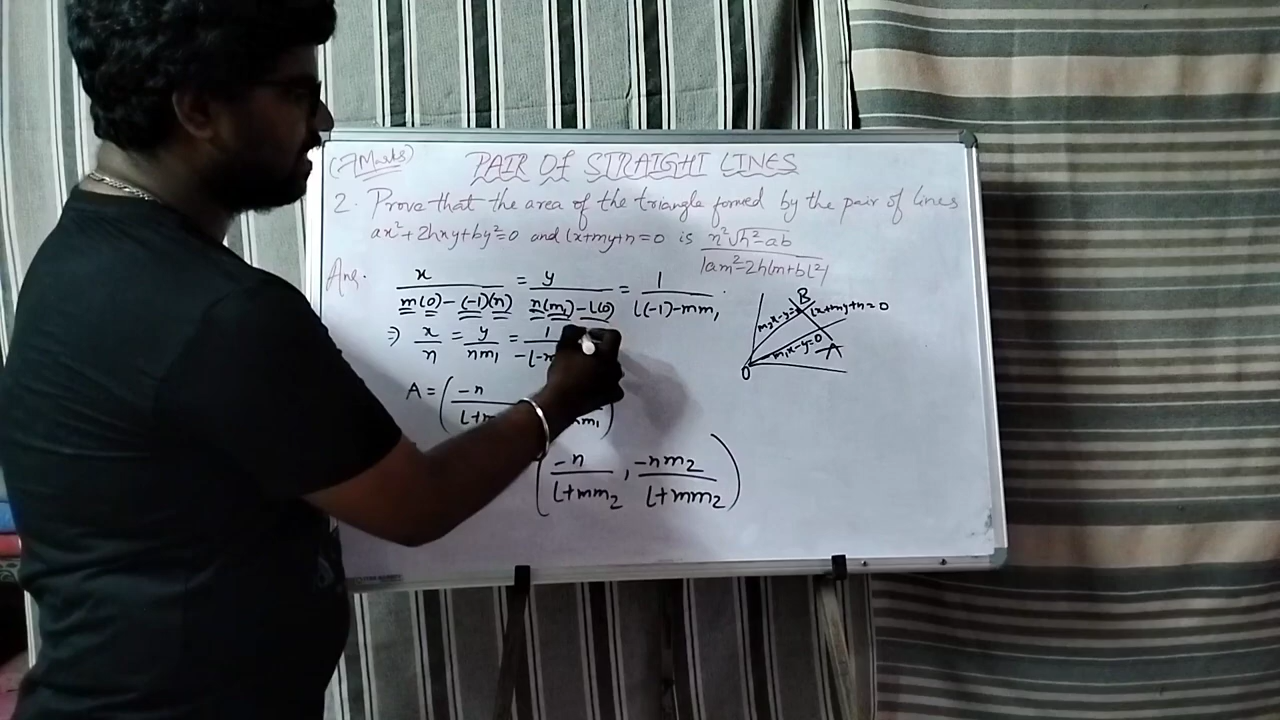 (7 Marks) PAIR OF STRAIGHT LINES
2. Prove that the area of the triangle formed by the pair of lines
ax²+2hxy+by²=0 and lx+my+n=0 is n²√h²-ab / |am²-2hlm+bl²|
Ans. x / m(0)-(-1)(n) = y / n(m₁)-l(0) = 1 / l(-1)-mm₁
⇒ x/n = y/nm₁ = 1/-l-m
A = (-n / l+m mm₁)
(-n / l+mm₂ , -nm₂ / l+mm₂)
B
m₂x-y= lx+my+n=0
m₁x-y=0 A
O